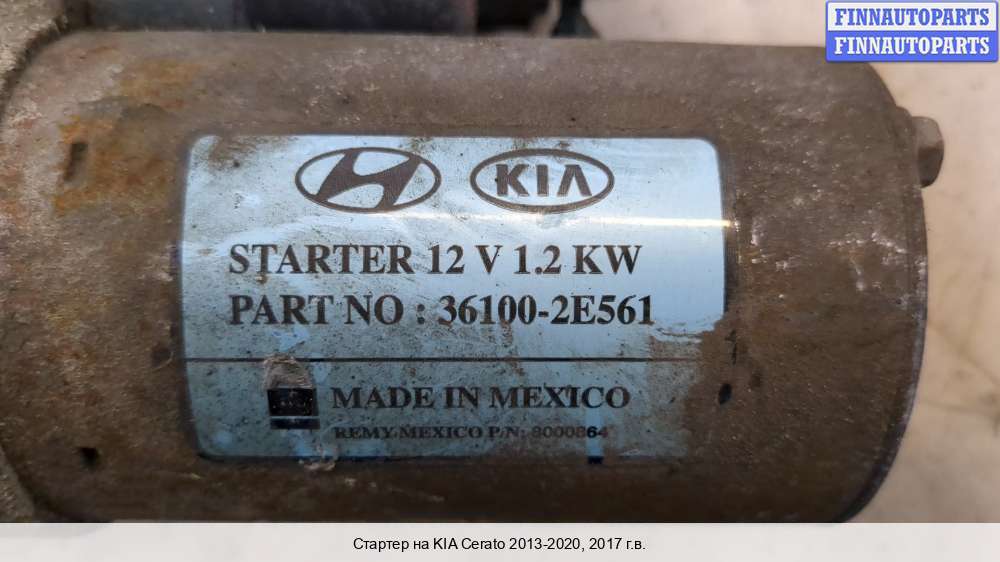 FINNAUTOPARTS
FINNAUTOPARTS
KIA
STARTER 12 V 1.2 KW
PART NO : 36100-2E561
MADE IN MEXICO
REMY MEXICO P/N: 8000864
Стартер на KIA Cerato 2013-2020, 2017 г.в.